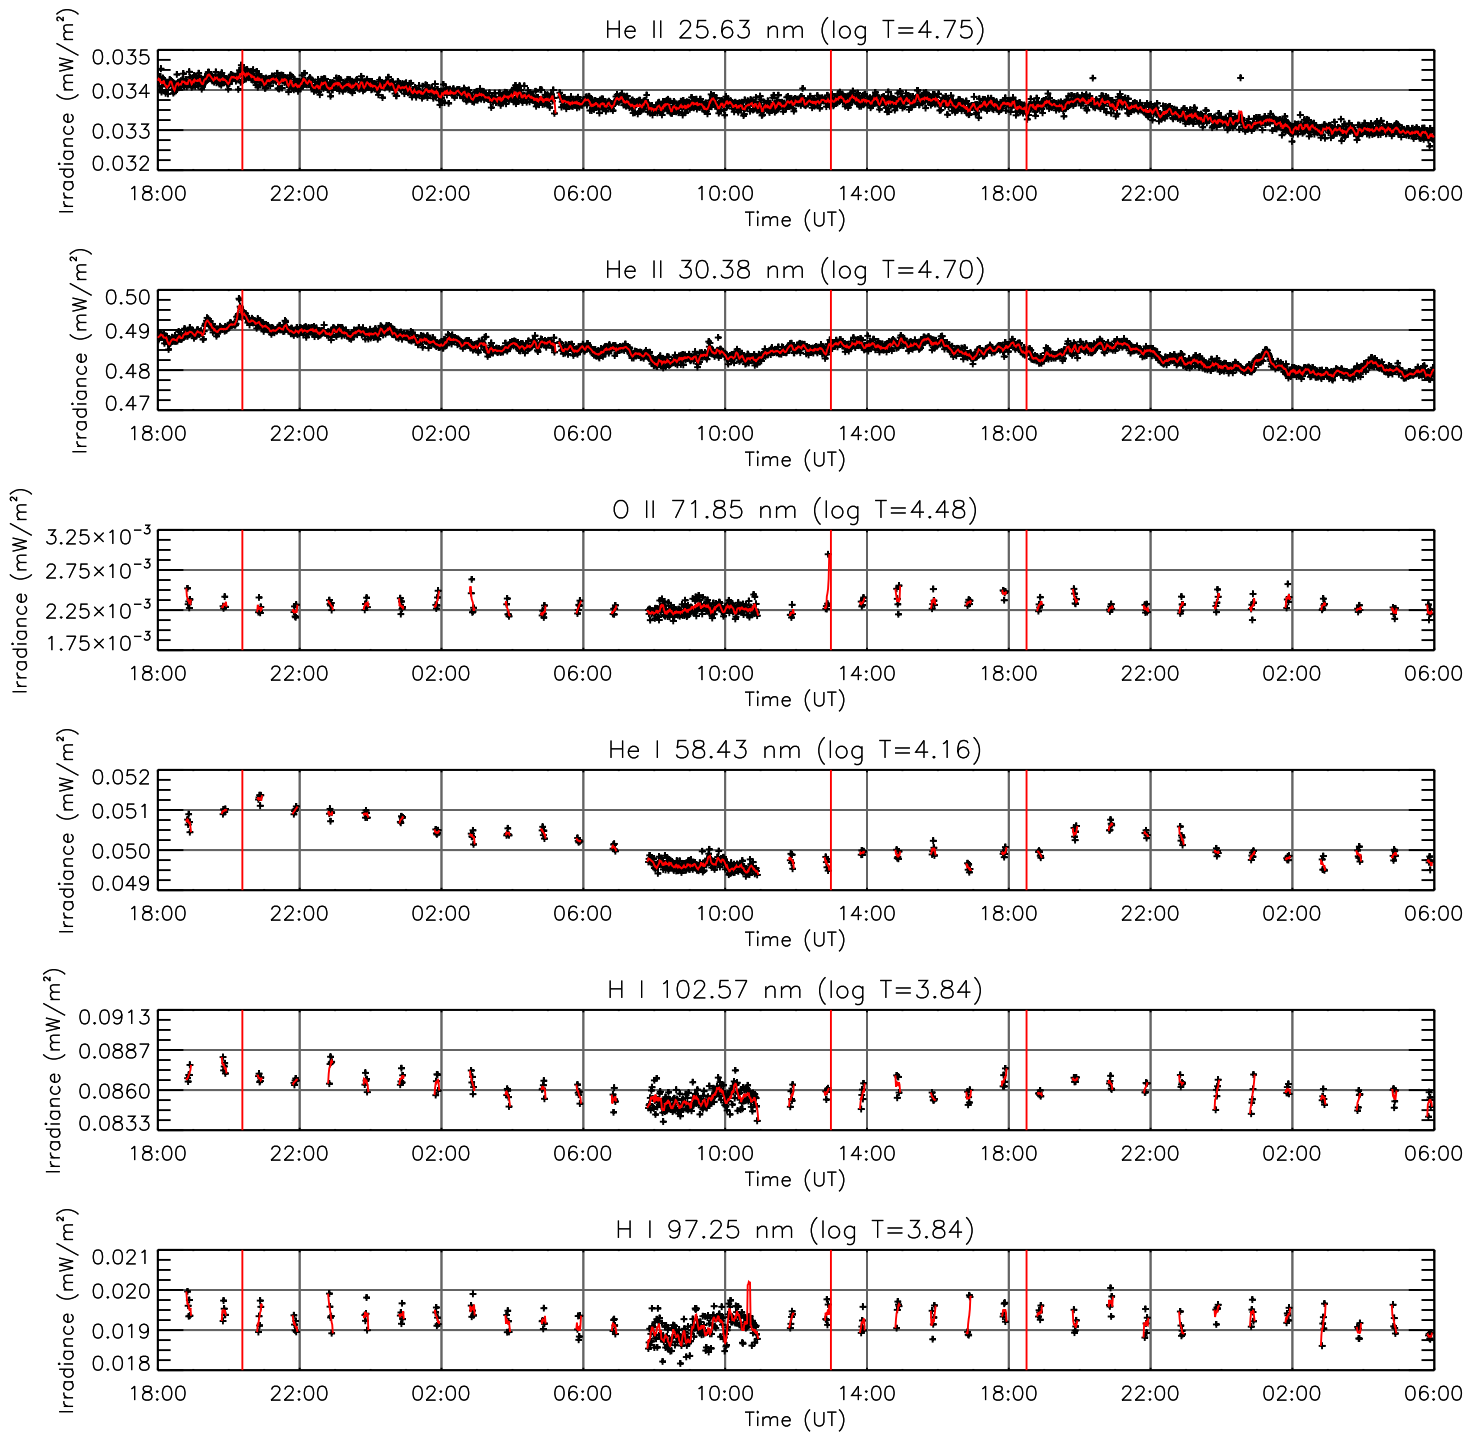 He II 25.63 nm (log T=4.75)
Irradiance (mW/m²)
0.035
0.034
0.033
0.032
18:00 22:00 02:00 06:00 10:00 14:00 18:00 22:00 02:00 06:00
Time (UT)
He II 30.38 nm (log T=4.70)
Irradiance (mW/m²)
0.50
0.49
0.48
0.47
18:00 22:00 02:00 06:00 10:00 14:00 18:00 22:00 02:00 06:00
Time (UT)
O II 71.85 nm (log T=4.48)
Irradiance (mW/m²)
3.25×10⁻³
2.75×10⁻³
2.25×10⁻³
1.75×10⁻³
18:00 22:00 02:00 06:00 10:00 14:00 18:00 22:00 02:00 06:00
Time (UT)
He I 58.43 nm (log T=4.16)
Irradiance (mW/m²)
0.052
0.051
0.050
0.049
18:00 22:00 02:00 06:00 10:00 14:00 18:00 22:00 02:00 06:00
Time (UT)
H I 102.57 nm (log T=3.84)
Irradiance (mW/m²)
0.0913
0.0887
0.0860
0.0833
18:00 22:00 02:00 06:00 10:00 14:00 18:00 22:00 02:00 06:00
Time (UT)
H I 97.25 nm (log T=3.84)
Irradiance (mW/m²)
0.021
0.020
0.019
0.018
18:00 22:00 02:00 06:00 10:00 14:00 18:00 22:00 02:00 06:00
Time (UT)